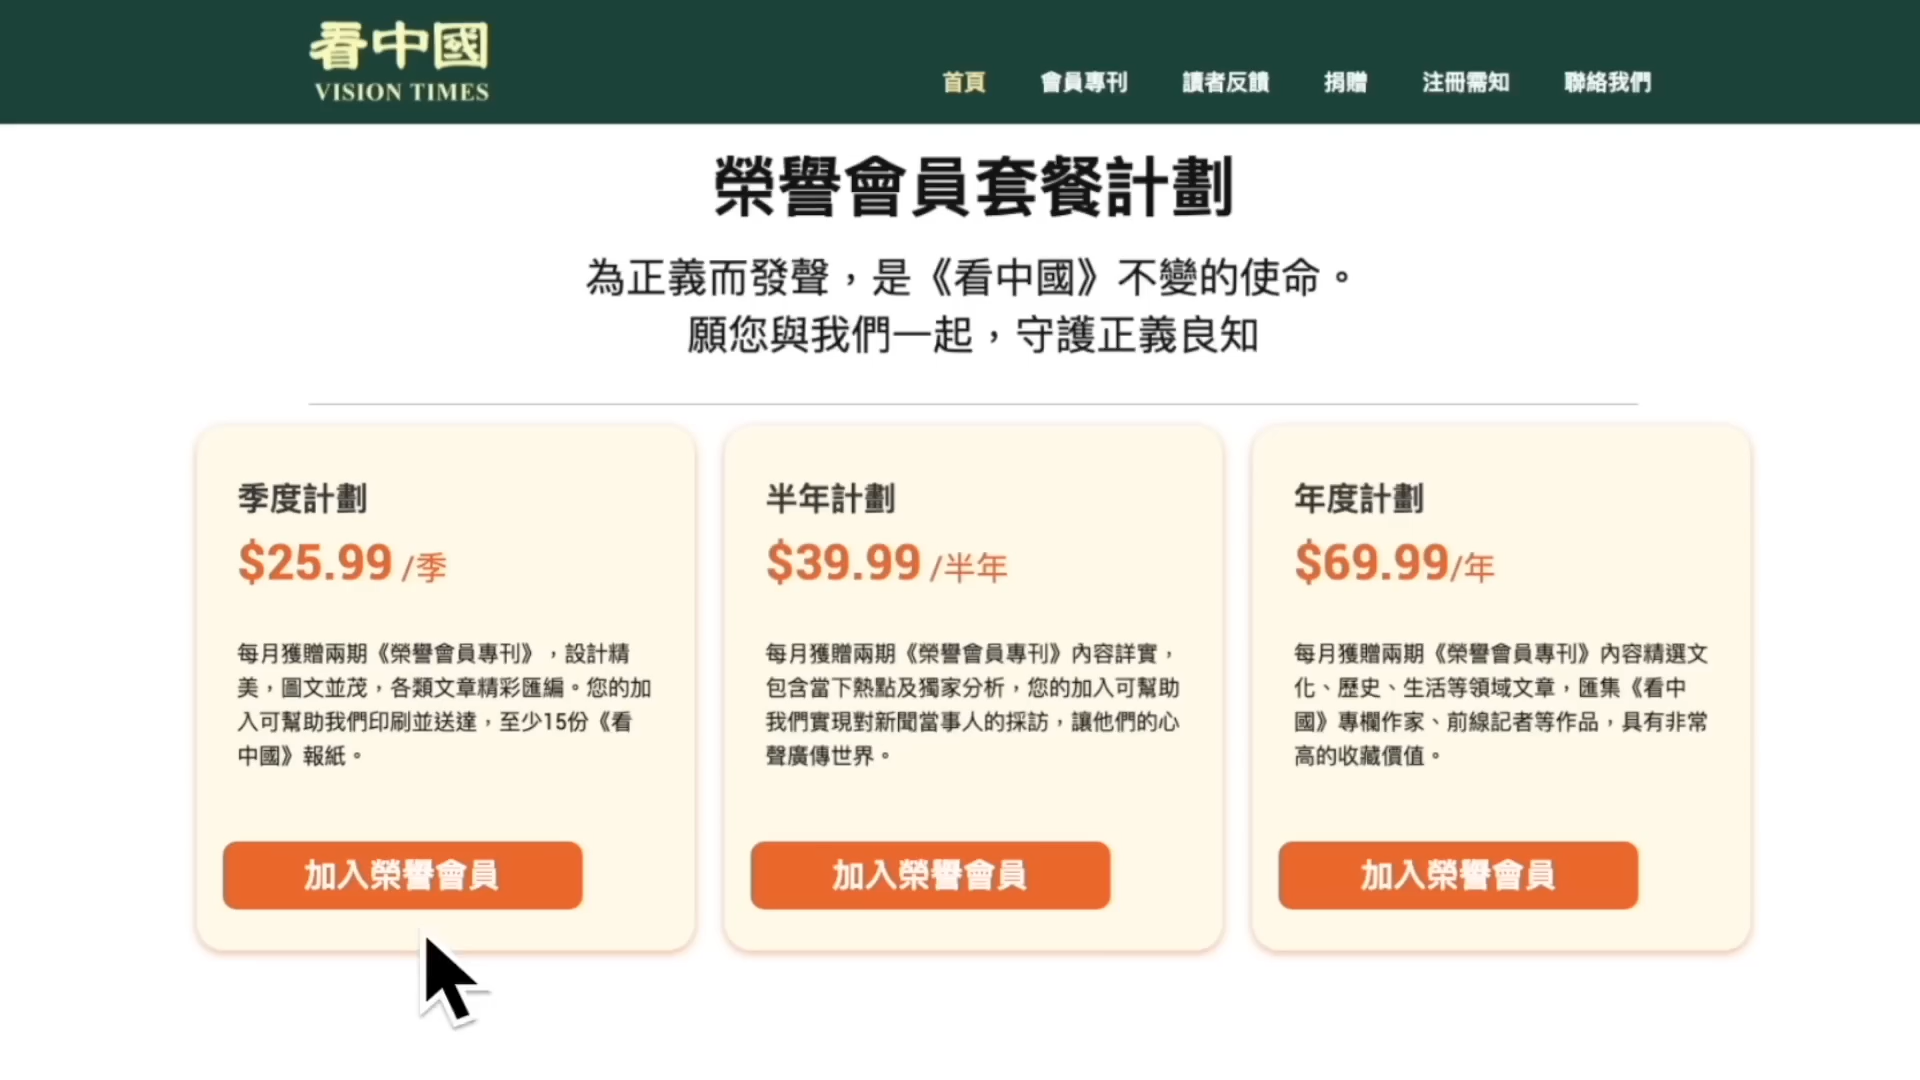 看中國
VISION TIMES
首頁
會員專刊
讀者反饋
捐贈
注冊需知
聯絡我們
榮譽會員套餐計劃
為正義而發聲，是《看中國》不變的使命。
願您與我們一起，守護正義良知
季度計劃
$25.99 /季
每月獲贈兩期《榮譽會員專刊》，設計精
美，圖文並茂，各類文章精彩匯編。您的加
入可幫助我們印刷並送達，至少15份《看
中國》報紙。
加入榮譽會員
半年計劃
$39.99 /半年
每月獲贈兩期《榮譽會員專刊》內容詳實，
包含當下熱點及獨家分析，您的加入可幫助
我們實現對新聞當事人的採訪，讓他們的心
聲廣傳世界。
加入榮譽會員
年度計劃
$69.99/年
每月獲贈兩期《榮譽會員專刊》內容精選文
化、歷史、生活等領域文章，匯集《看中
國》專欄作家、前線記者等作品，具有非常
高的收藏價值。
加入榮譽會員